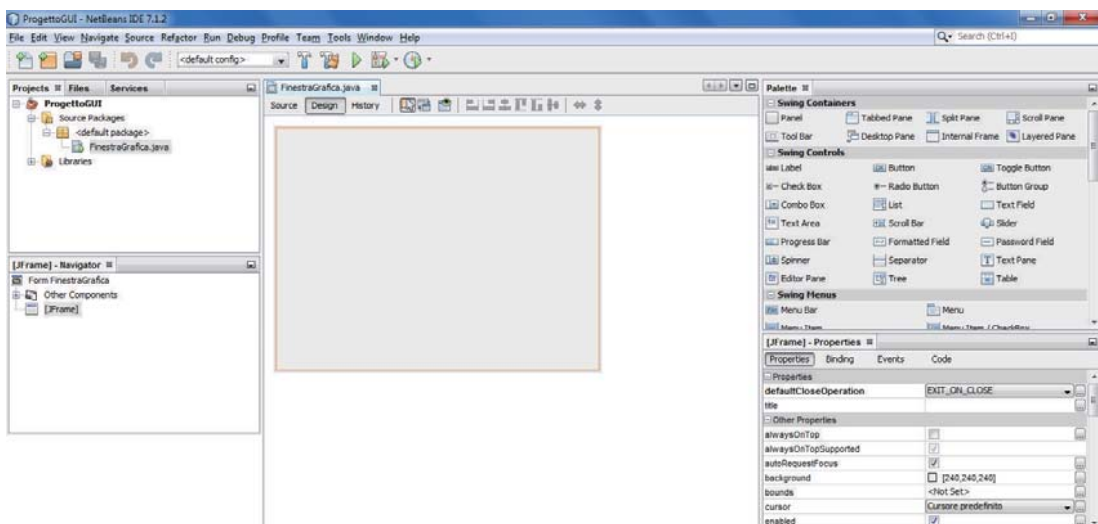 ProgettoGUI - NetBeans IDE 7.1.2
File Edit View Navigate Source Refactor Run Debug Profile Team Tools Window Help
Search (Ctrl+I)
<default config>
Projects Files Services
ProgettoGUI
Source Packages
<default package>
FinestraGrafica.java
Libraries
[JFrame] - Navigator
Form FinestraGrafica
Other Components
[JFrame]
FinestraGrafica.java
Source Design History
Palette
Swing Containers
Panel Tabbed Pane Split Pane Scroll Pane
Tool Bar Desktop Pane Internal Frame Layered Pane
Swing Controls
Label Button Toggle Button
Check Box Radio Button Button Group
Combo Box List Text Field
Text Area Scroll Bar Slider
Progress Bar Formatted Field Password Field
Spinner Separator Text Pane
Editor Pane Tree Table
Swing Menus
Menu Bar Menu
Menu Item Menu Item / CheckBox
[JFrame] - Properties
Properties Binding Events Code
Properties
defaultCloseOperation EXIT_ON_CLOSE
title
Other Properties
alwaysOnTop
alwaysOnTopSupported
autoRequestFocus
background [240,240,240]
bounds <Not Set>
cursor Cursore predefinito
enabled